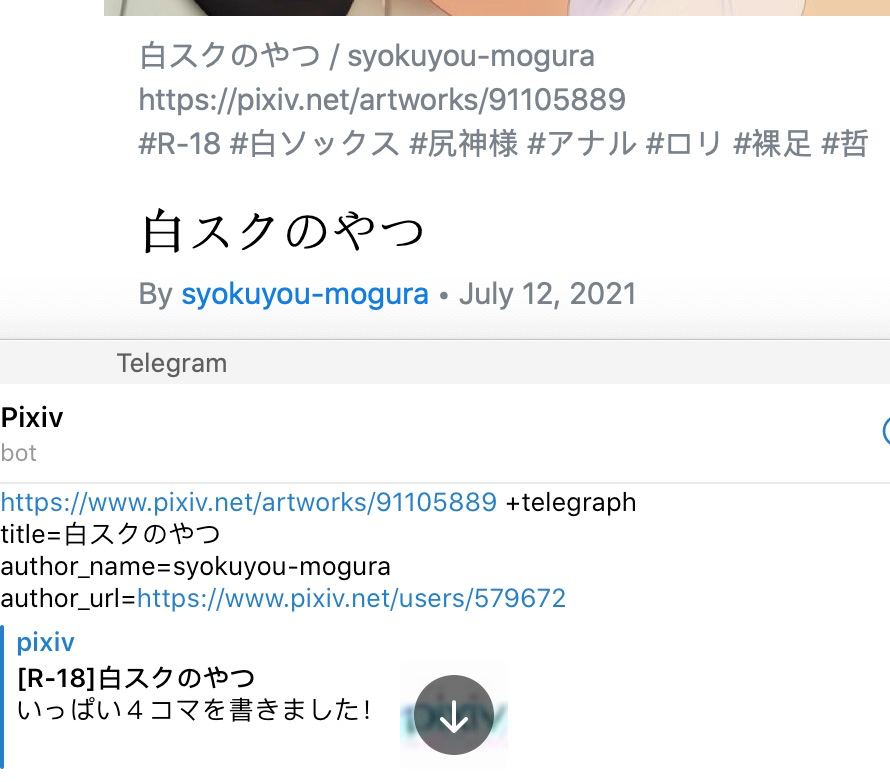 白スクのやつ / syokuyou-mogura
https://pixiv.net/artworks/91105889
#R-18 #白ソックス #尻神様 #アナル #ロリ #裸足 #哲
白スクのやつ
By syokuyou-mogura • July 12, 2021
Telegram
Pixiv
bot
https://www.pixiv.net/artworks/91105889 +telegraph
title=白スクのやつ
author_name=syokuyou-mogura
author_url=https://www.pixiv.net/users/579672
pixiv
[R-18]白スクのやつ
いっぱい４コマを書きました！
pixiv